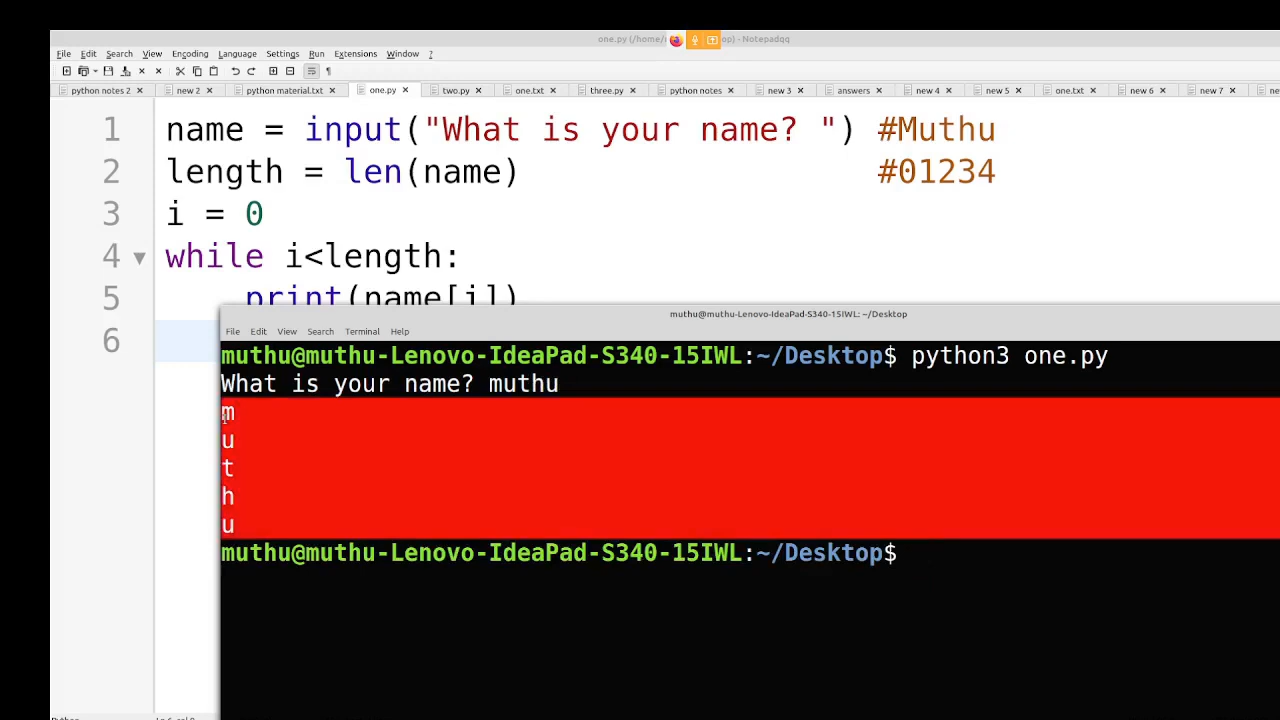 one.py (/home/ op) - Notepadqq
File Edit Search View Encoding Language Settings Run Extensions Window ?
python notes 2 new 2 python material.txt one.py two.py one.txt three.py python notes new 3 answers new 4 new 5 one.txt new 6 new 7
1 name = input("What is your name? ") #Muthu
2 length = len(name) #01234
3 i = 0
4 while i<length:
5 print(name[i])
6
muthu@muthu-Lenovo-IdeaPad-S340-15IWL: ~/Desktop
File Edit View Search Terminal Help
muthu@muthu-Lenovo-IdeaPad-S340-15IWL:~/Desktop$ python3 one.py
What is your name? muthu
m
u
t
h
u
muthu@muthu-Lenovo-IdeaPad-S340-15IWL:~/Desktop$